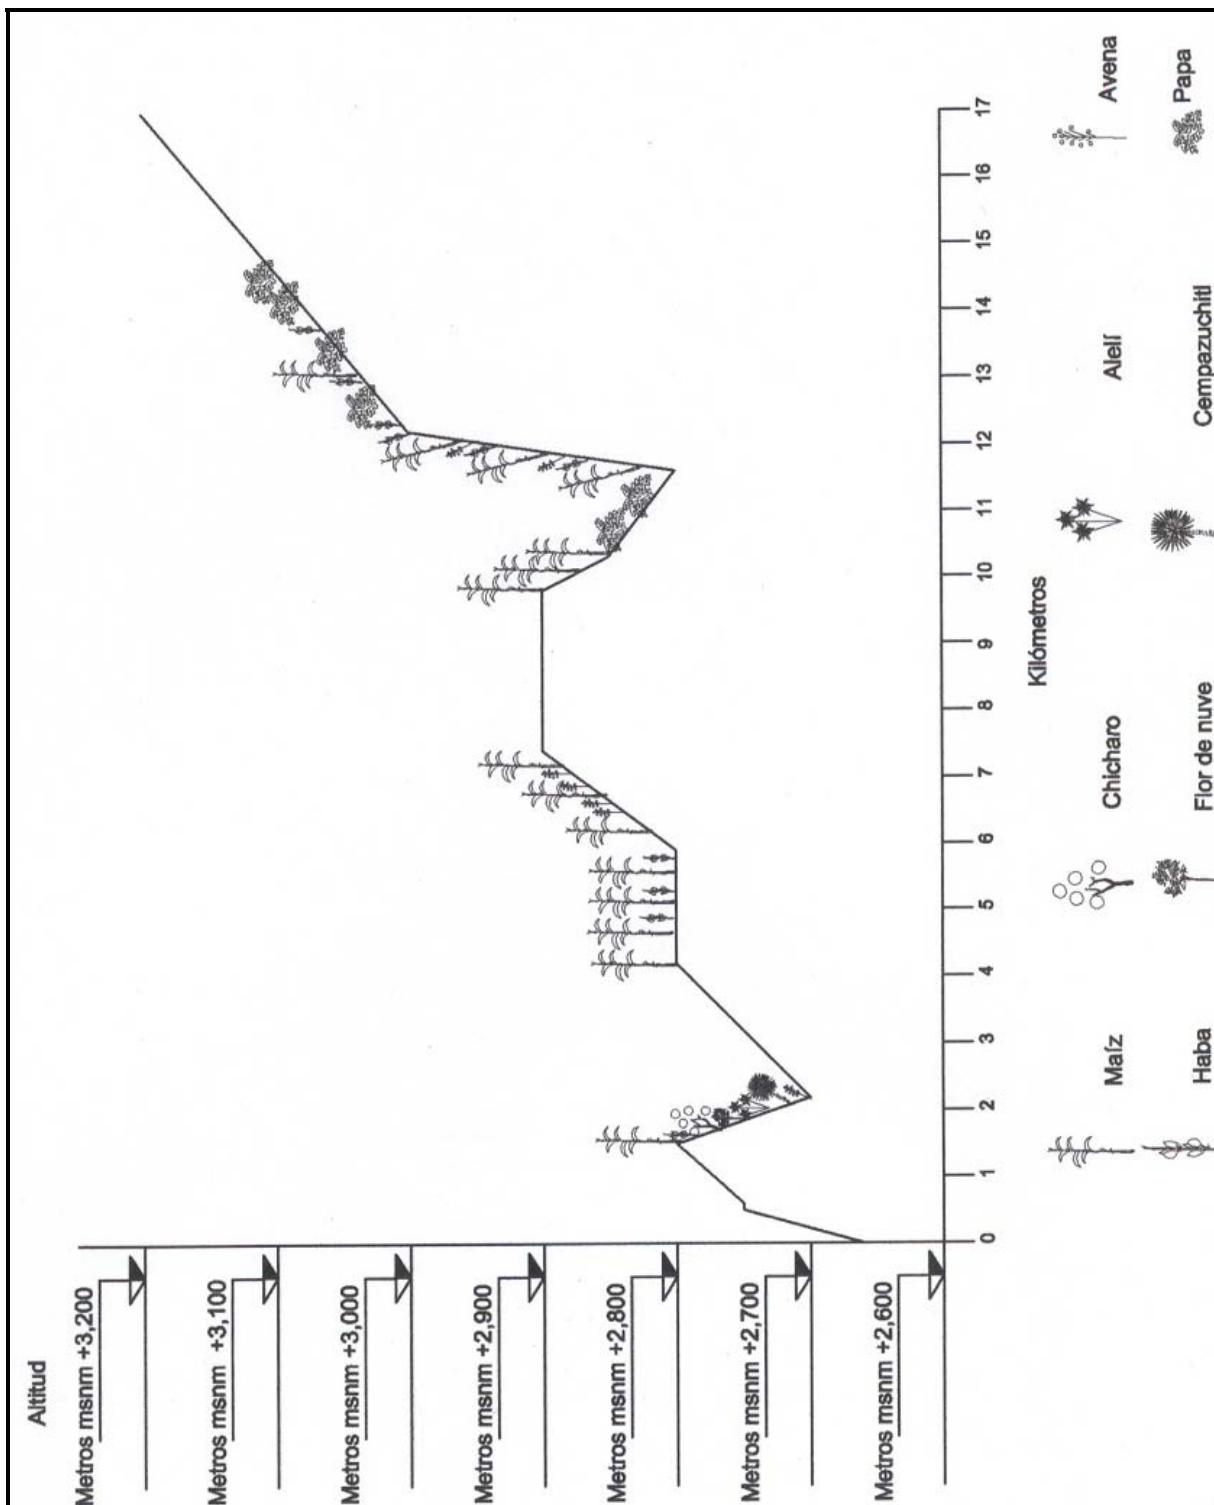 Altitud
Metros msnm +3,200
Metros msnm +3,100
Metros msnm +3,000
Metros msnm +2,900
Metros msnm +2,800
Metros msnm +2,700
Metros msnm +2,600
0 1 2 3 4 5 6 7 8 9 10 11 12 13 14 15 16 17
Kilómetros
Maíz Chicharo Alelí Avena
Haba Flor de nuve Cempazuchitl Papa